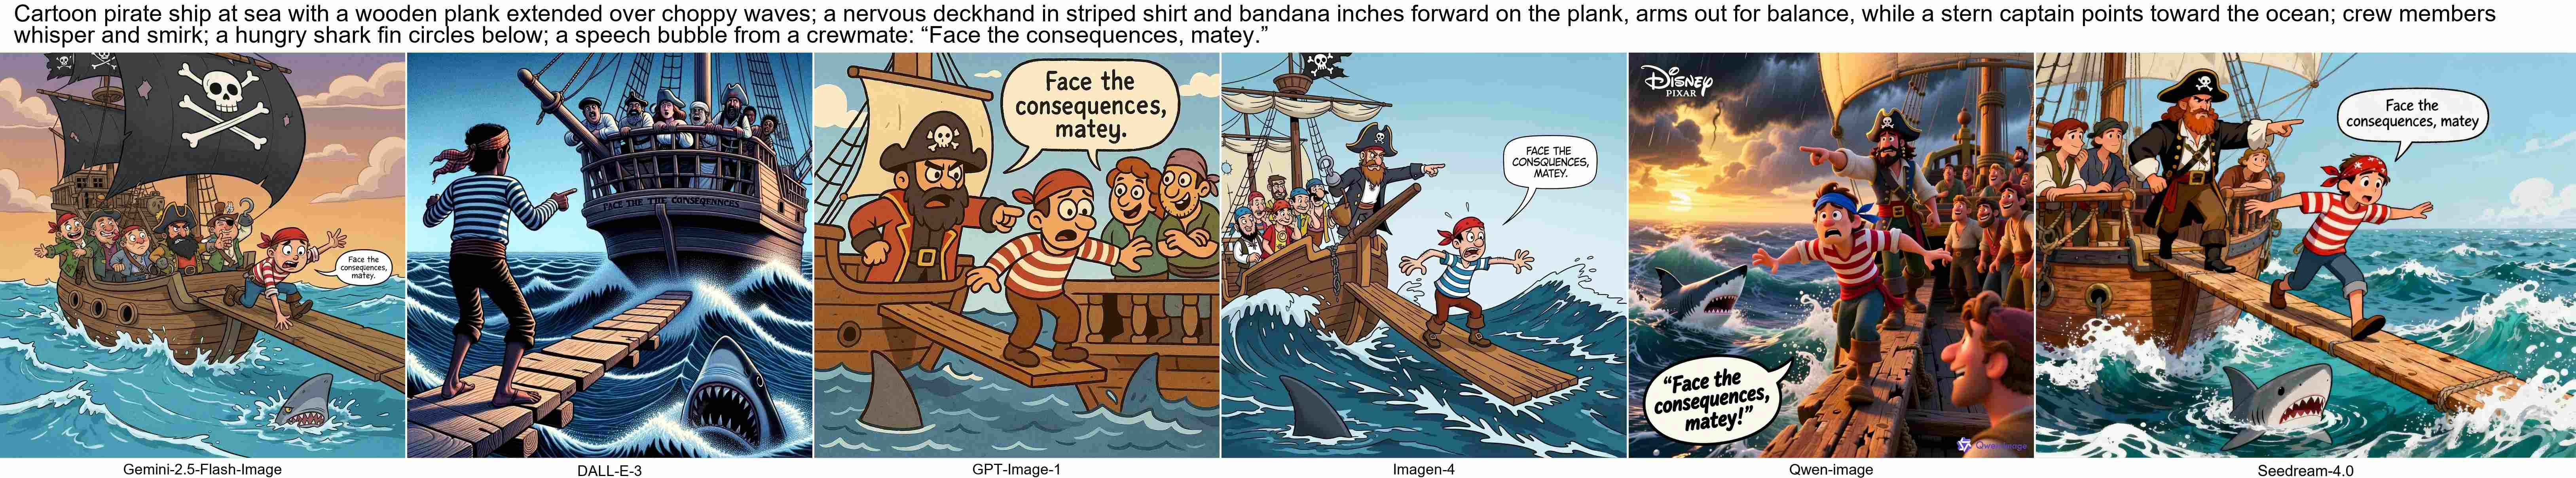 Cartoon pirate ship at sea with a wooden plank extended over choppy waves; a nervous deckhand in striped shirt and bandana inches forward on the plank, arms out for balance, while a stern captain points toward the ocean; crew members
whisper and smirk; a hungry shark fin circles below; a speech bubble from a crewmate: “Face the consequences, matey.”
Face the
consequences,
matey.
FACE THE THE CONSEQENNCES
Face the
consequences,
matey.
FACE THE
CONSQUENCES,
MATEY.
Disney
PIXAR
“Face the
consequences,
matey!”
Qwen-Image
Face the
consequences, matey
Gemini-2.5-Flash-Image
DALL-E-3
GPT-Image-1
Imagen-4
Qwen-image
Seedream-4.0